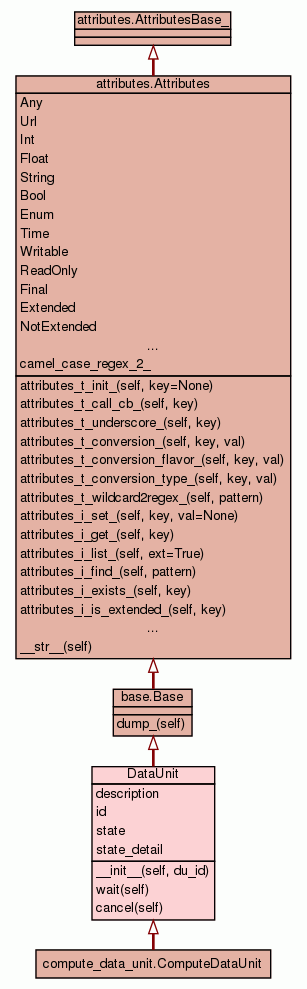 attributes.AttributesBase_
attributes.Attributes
Any
Url
Int
Float
String
Bool
Enum
Time
Writable
ReadOnly
Final
Extended
NotExtended
...
camel_case_regex_2_
attributes_t_init_(self, key=None)
attributes_t_call_cb_(self, key)
attributes_t_underscore_(self, key)
attributes_t_conversion_(self, key, val)
attributes_t_conversion_flavor_(self, key, val)
attributes_t_conversion_type_(self, key, val)
attributes_t_wildcard2regex_(self, pattern)
attributes_i_set_(self, key, val=None)
attributes_i_get_(self, key)
attributes_i_list_(self, ext=True)
attributes_i_find_(self, pattern)
attributes_i_exists_(self, key)
attributes_i_is_extended_(self, key)
...
__str__(self)
base.Base
dump_(self)
DataUnit
description
id
state
state_detail
__init__(self, du_id)
wait(self)
cancel(self)
compute_data_unit.ComputeDataUnit